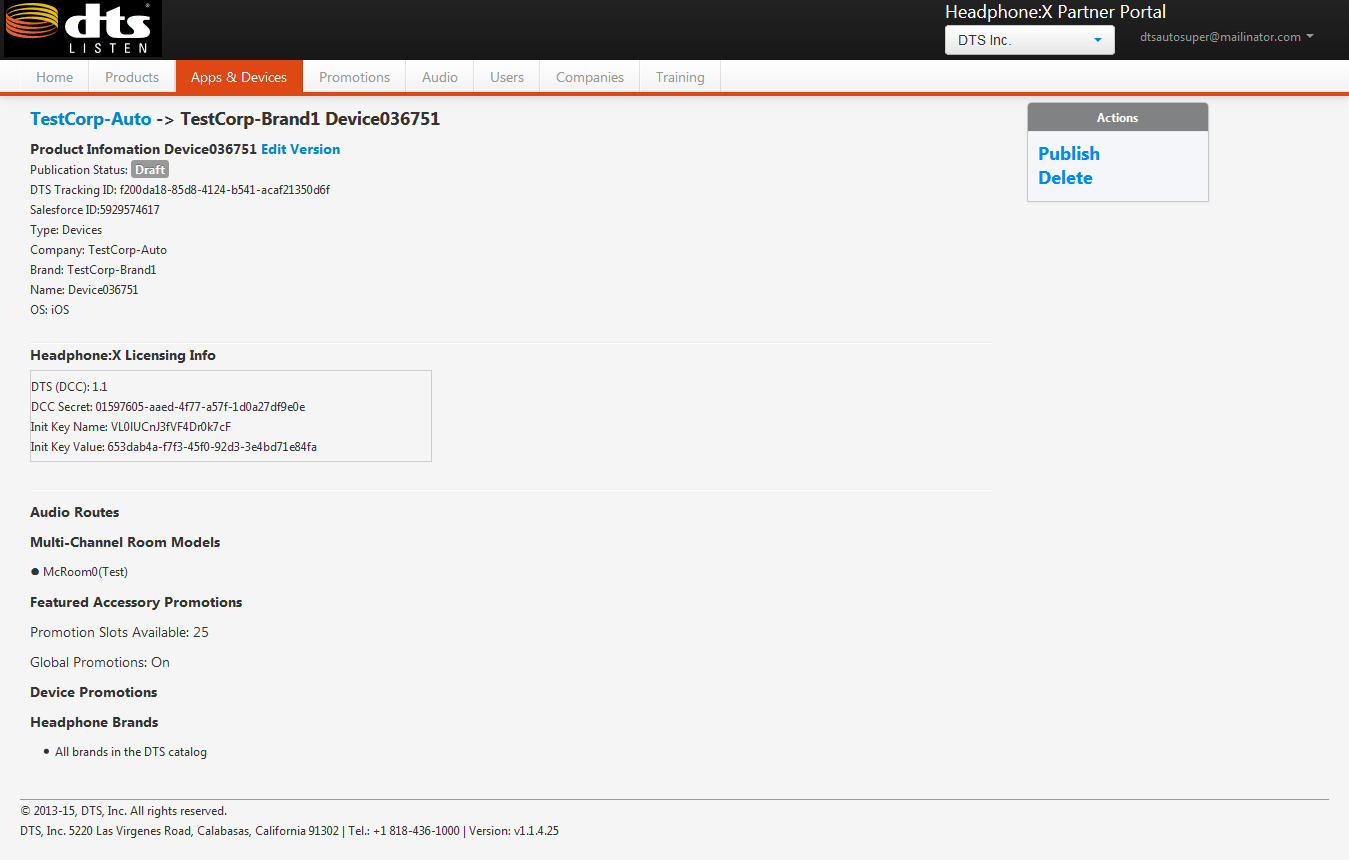 dts
LISTEN
Headphone:X Partner Portal
DTS Inc.
dtsautosuper@mailinator.com
Home Products Apps & Devices Promotions Audio Users Companies Training
TestCorp-Auto -> TestCorp-Brand1 Device036751
Actions
Publish
Delete
Product Infomation Device036751 Edit Version
Publication Status: Draft
DTS Tracking ID: f200da18-85d8-4124-b541-acaf21350d6f
Salesforce ID:5929574617
Type: Devices
Company: TestCorp-Auto
Brand: TestCorp-Brand1
Name: Device036751
OS: iOS
Headphone:X Licensing Info
DTS (DCC): 1.1
DCC Secret: 01597605-aaed-4f77-a57f-1d0a27df9e0e
Init Key Name: VL0IUCnJ3fVF4Dr0k7cF
Init Key Value: 653dab4a-f7f3-45f0-92d3-3e4bd71e84fa
Audio Routes
Multi-Channel Room Models
● McRoom0(Test)
Featured Accessory Promotions
Promotion Slots Available: 25
Global Promotions: On
Device Promotions
Headphone Brands
• All brands in the DTS catalog
© 2013-15, DTS, Inc. All rights reserved.
DTS, Inc. 5220 Las Virgenes Road, Calabasas, California 91302 | Tel.: +1 818-436-1000 | Version: v1.1.4.25